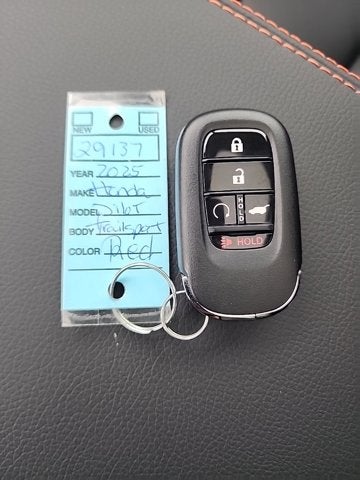 NEW USED
29137
YEAR 2025
MAKE Honda
MODEL Pilot
BODY Trailsport
COLOR Red
HOLD
HOLD